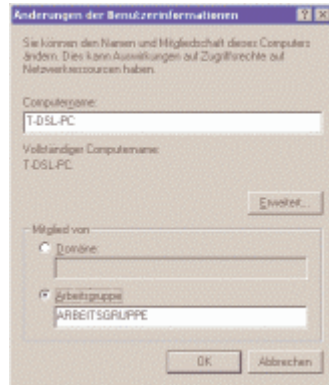 Änderungen der Benutzerinformationen
Sie können den Namen und Mitgliedschaft dieses Computers
ändern. Dies kann Auswirkungen auf Zugriffsrechte auf
Netzwerkressourcen haben.
Computername:
T-DSL-PC
Vollständiger Computername:
T-DSL-PC
Erweitert...
Mitglied von
Domäne:
Arbeitsgruppe
ARBEITSGRUPPE
OK
Abbrechen